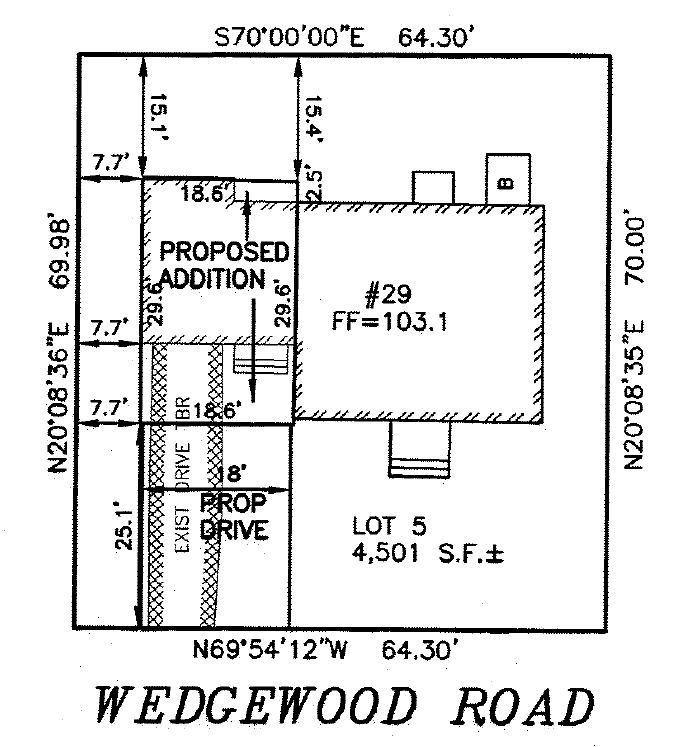 S70°00'00"E 64.30'
15.1'
15.4'
7.7'
18.6'
2.5'
B
PROPOSED
ADDITION
29.6'
29.6'
#29
FF=103.1
N20°08'36"E 69.98'
N20°08'35"E 70.00'
7.7'
7.7'
18.6'
EXIST DRIVE TBR
18'
PROP
DRIVE
25.1'
LOT 5
4,501 S.F.±
N69°54'12"W 64.30'
WEDGEWOOD ROAD